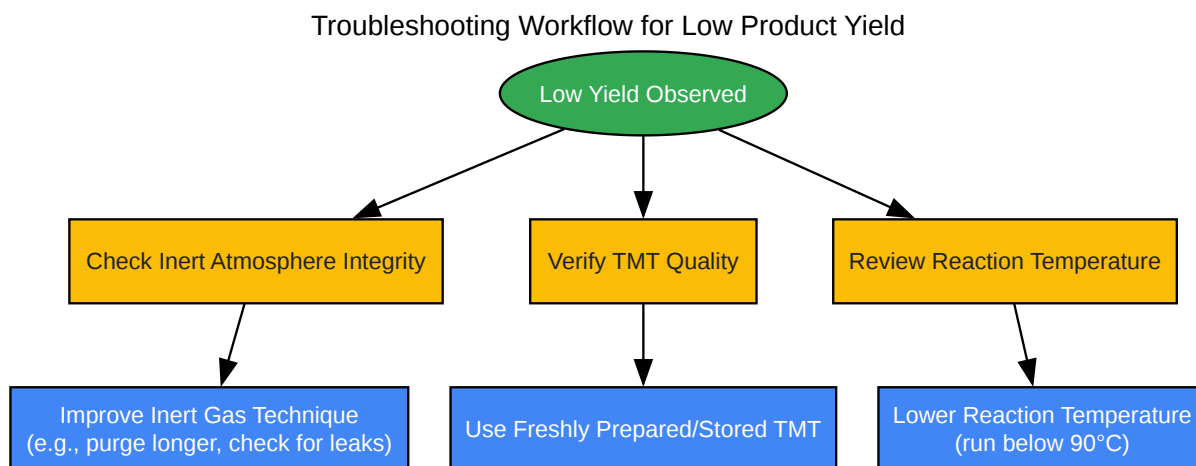 Troubleshooting Workflow for Low Product Yield
Low Yield Observed
Check Inert Atmosphere Integrity
Verify TMT Quality
Review Reaction Temperature
Improve Inert Gas Technique
(e.g., purge longer, check for leaks)
Use Freshly Prepared/Stored TMT
Lower Reaction Temperature
(run below 90°C)